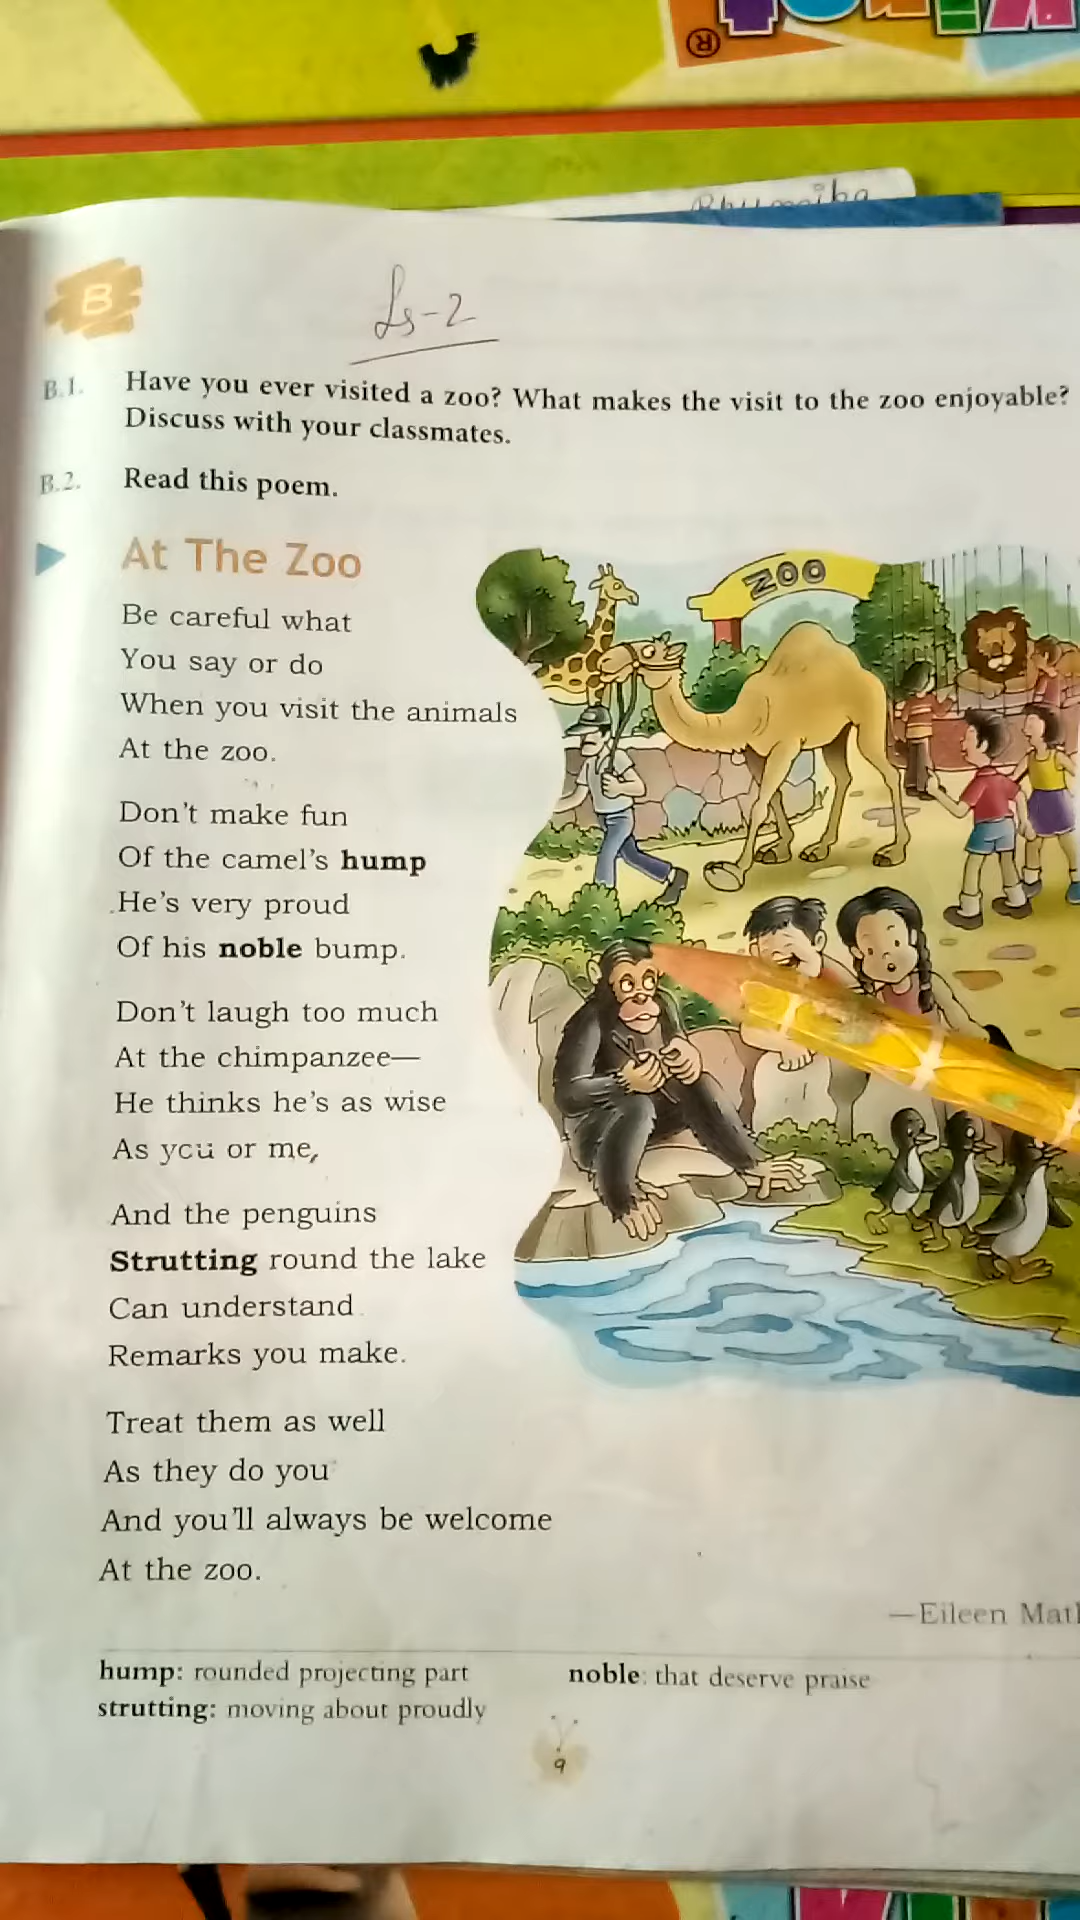 B
Ls-2
B.1. Have you ever visited a zoo? What makes the visit to the zoo enjoyable?
Discuss with your classmates.
B.2. Read this poem.
At The Zoo
ZOO
Be careful what
You say or do
When you visit the animals
At the zoo.
Don't make fun
Of the camel's hump
He's very proud
Of his noble bump.
Don't laugh too much
At the chimpanzee—
He thinks he's as wise
As you or me,
And the penguins
Strutting round the lake
Can understand
Remarks you make.
Treat them as well
As they do you
And you'll always be welcome
At the zoo.
—Eileen
hump: rounded projecting part
noble: that deserve praise
strutting: moving about proudly
9